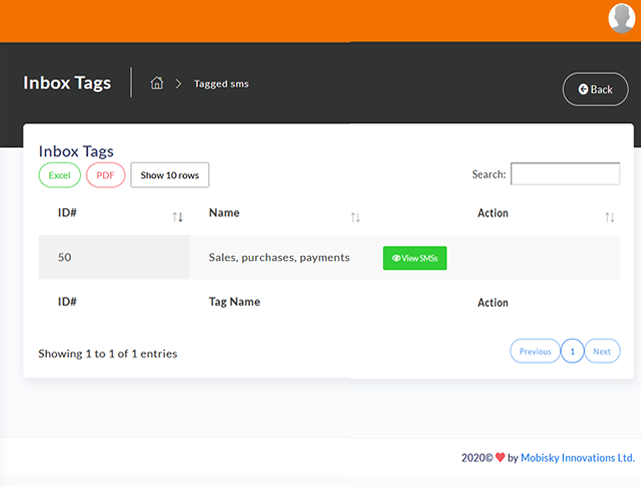 Inbox Tags
Tagged sms
Back
Inbox Tags
Excel PDF Show 10 rows
Search:
ID# Name Action
50 Sales, purchases, payments View SMSs
ID# Tag Name Action
Showing 1 to 1 of 1 entries
Previous 1 Next
2020© by Mobisky Innovations Ltd.